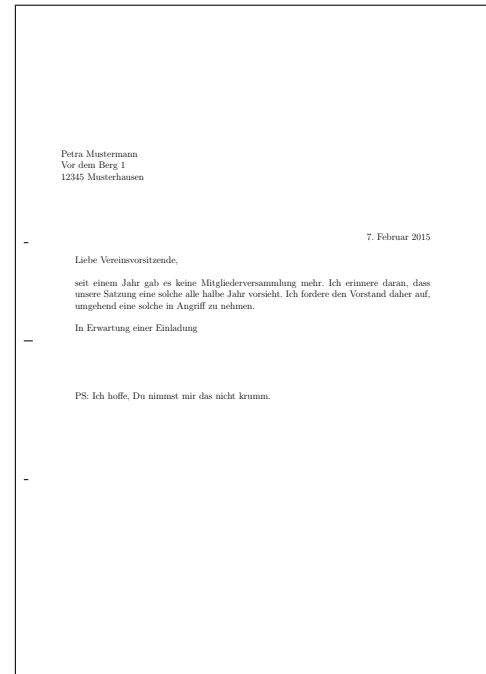 Petra Mustermann
Vor dem Berg 1
12345 Musterhausen
7. Februar 2015
Liebe Vereinsvorsitzende,
seit einem Jahr gab es keine Mitgliederversammlung mehr. Ich erinnere daran, dass
unsere Satzung eine solche alle halbe Jahr vorsieht. Ich fordere den Vorstand daher auf,
umgehend eine solche in Angriff zu nehmen.
In Erwartung einer Einladung
PS: Ich hoffe, Du nimmst mir das nicht krumm.